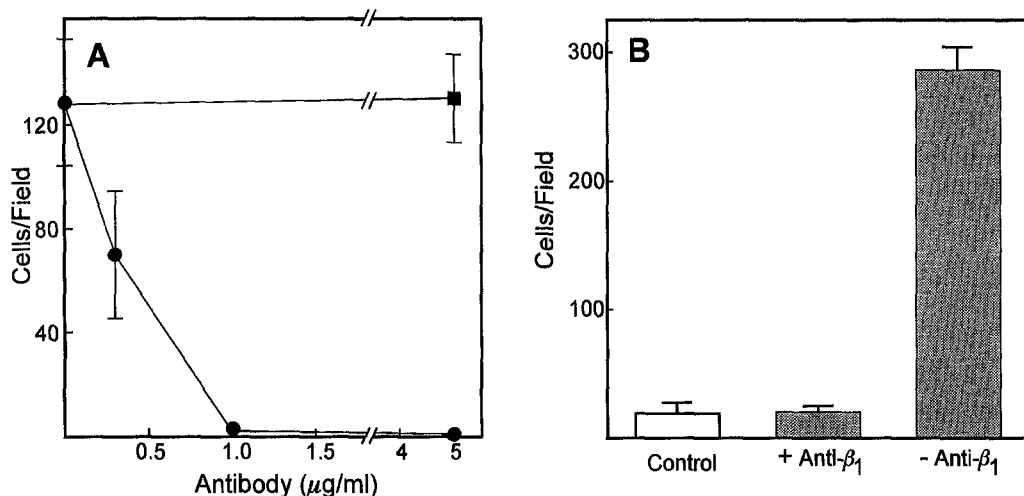 A
Cells/Field
120
80
40
0.5 1.0 1.5 4 5
Antibody (μg/ml)
B
Cells/Field
300
200
100
Control + Anti-β1 - Anti-β1